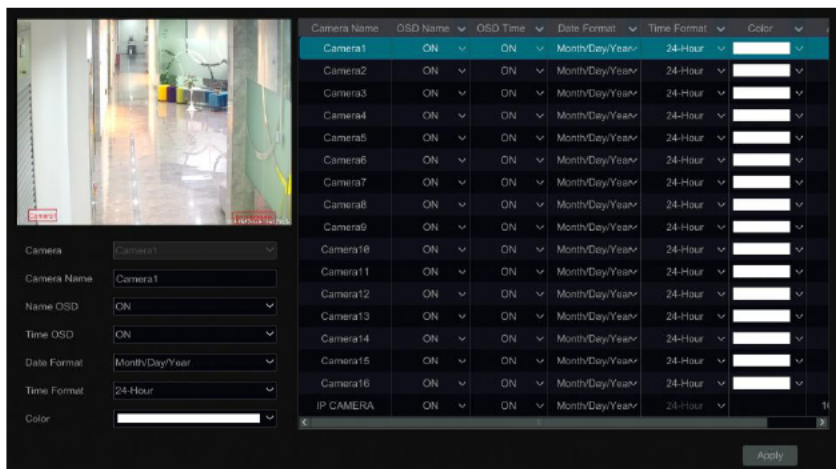 Camera1
Camera Camera1
Camera Name Camera1
Name OSD ON
Time OSD ON
Date Format Month/Day/Year
Time Format 24-Hour
Color
Camera Name OSD Name OSD Time Date Format Time Format Color
Camera1 ON ON Month/Day/Year 24-Hour
Camera2 ON ON Month/Day/Year 24-Hour
Camera3 ON ON Month/Day/Year 24-Hour
Camera4 ON ON Month/Day/Year 24-Hour
Camera5 ON ON Month/Day/Year 24-Hour
Camera6 ON ON Month/Day/Year 24-Hour
Camera7 ON ON Month/Day/Year 24-Hour
Camera8 ON ON Month/Day/Year 24-Hour
Camera9 ON ON Month/Day/Year 24-Hour
Camera10 ON ON Month/Day/Year 24-Hour
Camera11 ON ON Month/Day/Year 24-Hour
Camera12 ON ON Month/Day/Year 24-Hour
Camera13 ON ON Month/Day/Year 24-Hour
Camera14 ON ON Month/Day/Year 24-Hour
Camera15 ON ON Month/Day/Year 24-Hour
Camera16 ON ON Month/Day/Year 24-Hour
IP CAMERA ON ON Month/Day/Year 24-Hour
Apply